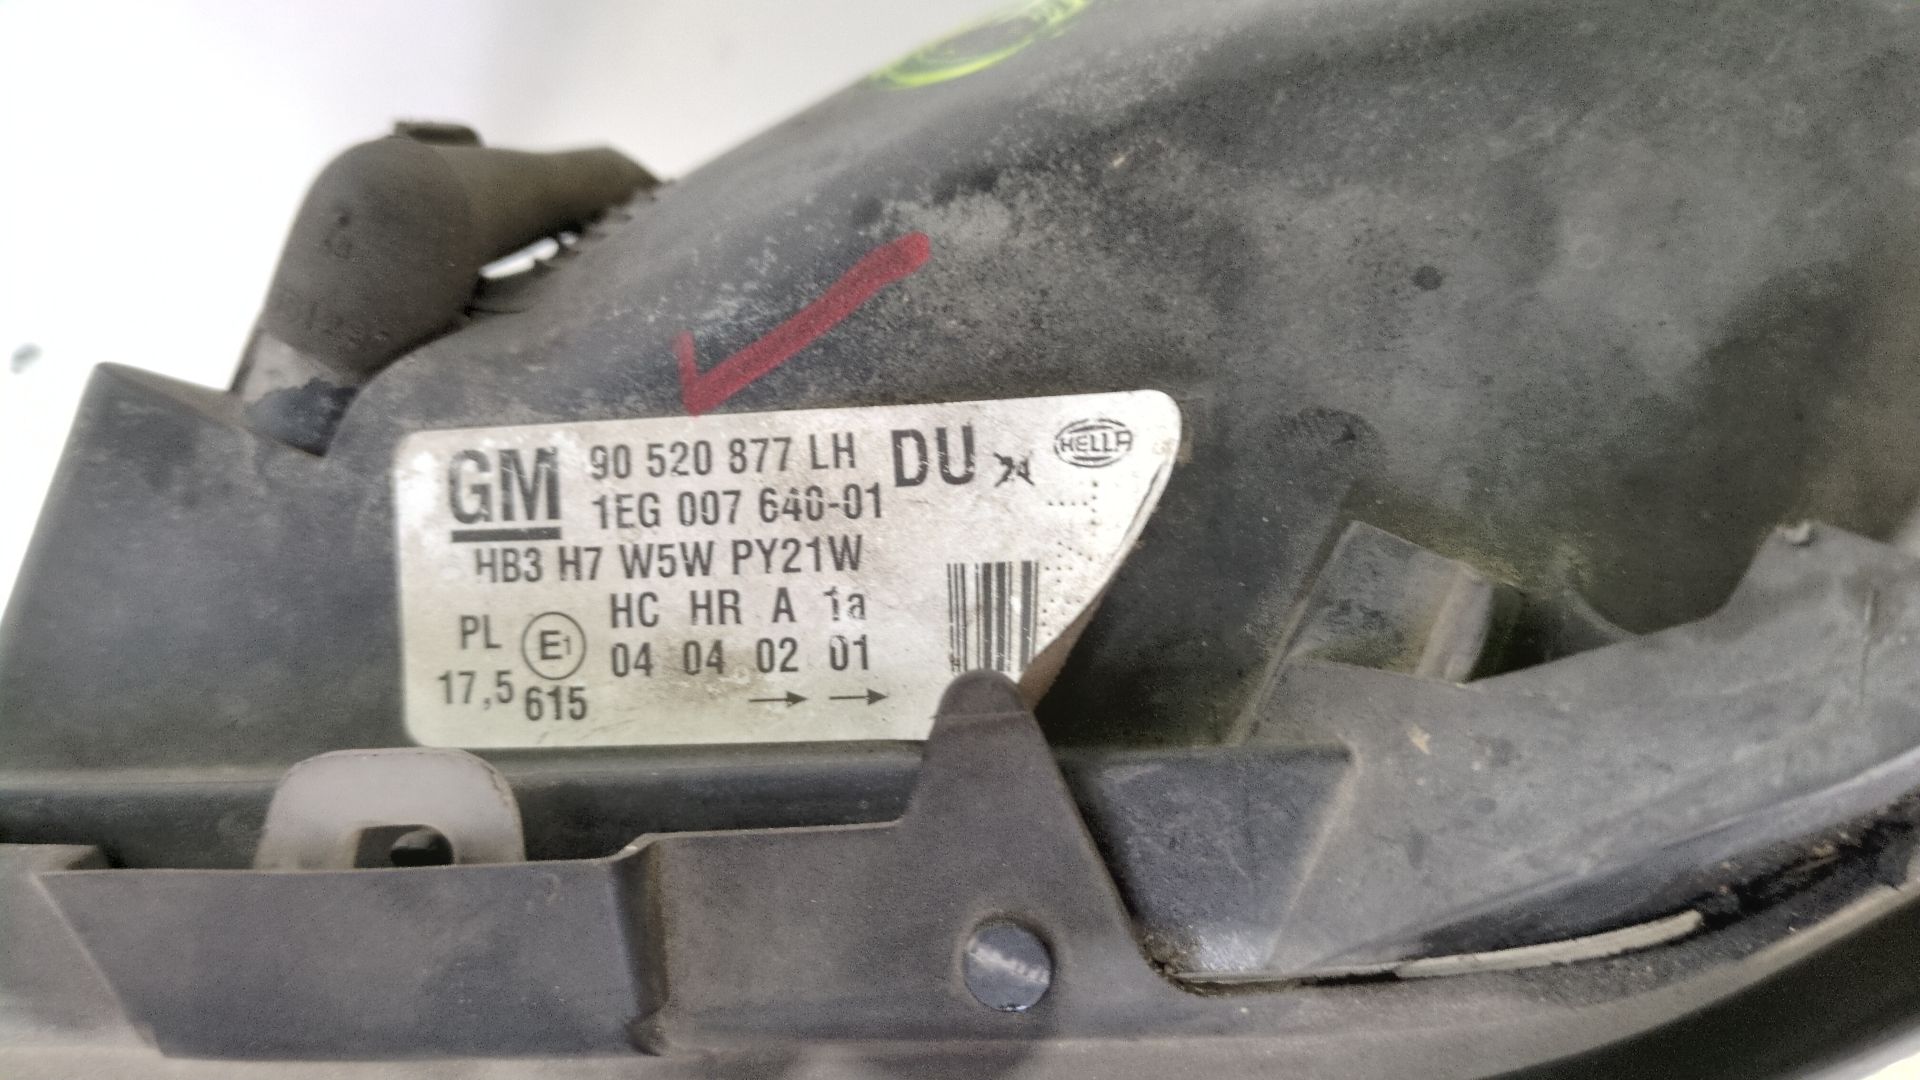 GM 90 520 877 LH DU HELLA
1EG 007 640-01
HB3 H7 W5W PY21W
HC HR A 1a
PL E1 04 04 02 01
17,5 615 → →